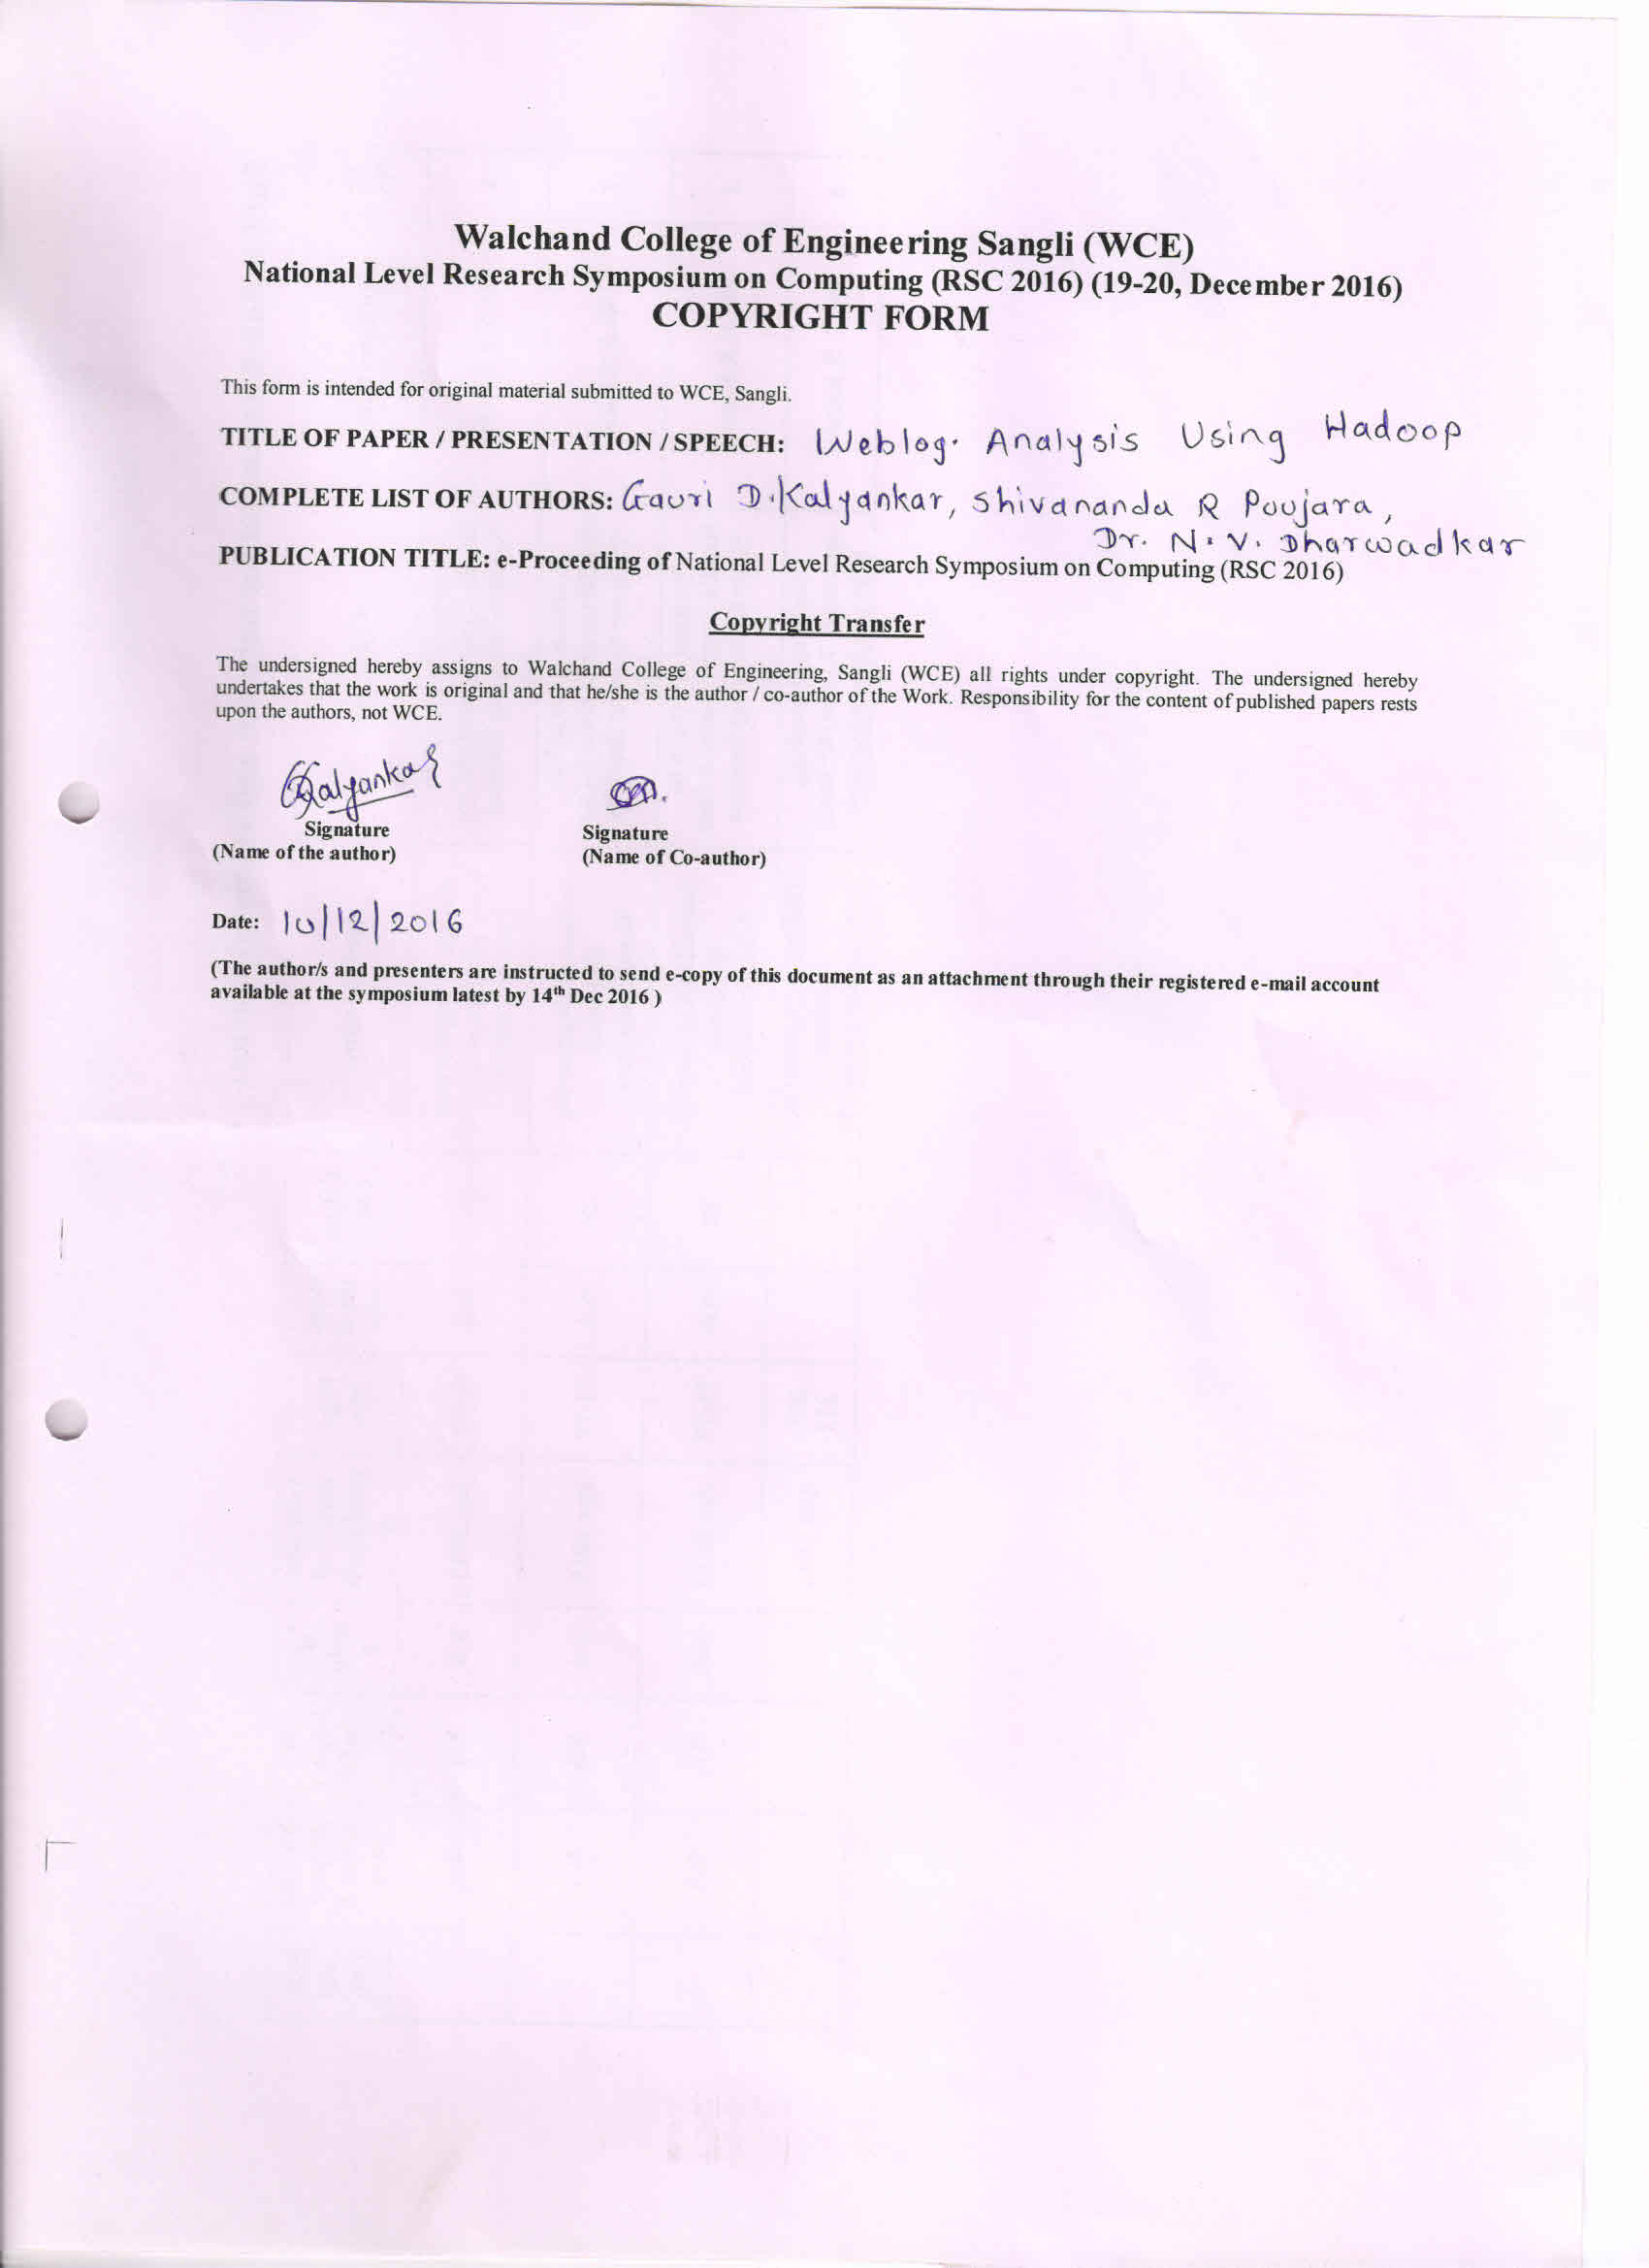 Walchand College of Engineering Sangli (WCE)
National Level Research Symposium on Computing (RSC 2016) (19-20, December 2016)
COPYRIGHT FORM
This form is intended for original material submitted to WCE, Sangli.
TITLE OF PAPER / PRESENTATION / SPEECH: Weblog. Analysis Using Hadoop
COMPLETE LIST OF AUTHORS: Gauri D. Kalyankar, Shivananda R Poojara,
Dr. N. V. Dharwadkar
PUBLICATION TITLE: e-Proceeding of National Level Research Symposium on Computing (RSC 2016)
Copyright Transfer
The undersigned hereby assigns to Walchand College of Engineering, Sangli (WCE) all rights under copyright. The undersigned hereby
undertakes that the work is original and that he/she is the author / co-author of the Work. Responsibility for the content of published papers rests
upon the authors, not WCE.
GKalyankar
Signature Signature
(Name of the author) (Name of Co-author)
Date: 10/12/2016
(The author/s and presenters are instructed to send e-copy of this document as an attachment through their registered e-mail account
available at the symposium latest by 14th Dec 2016 )